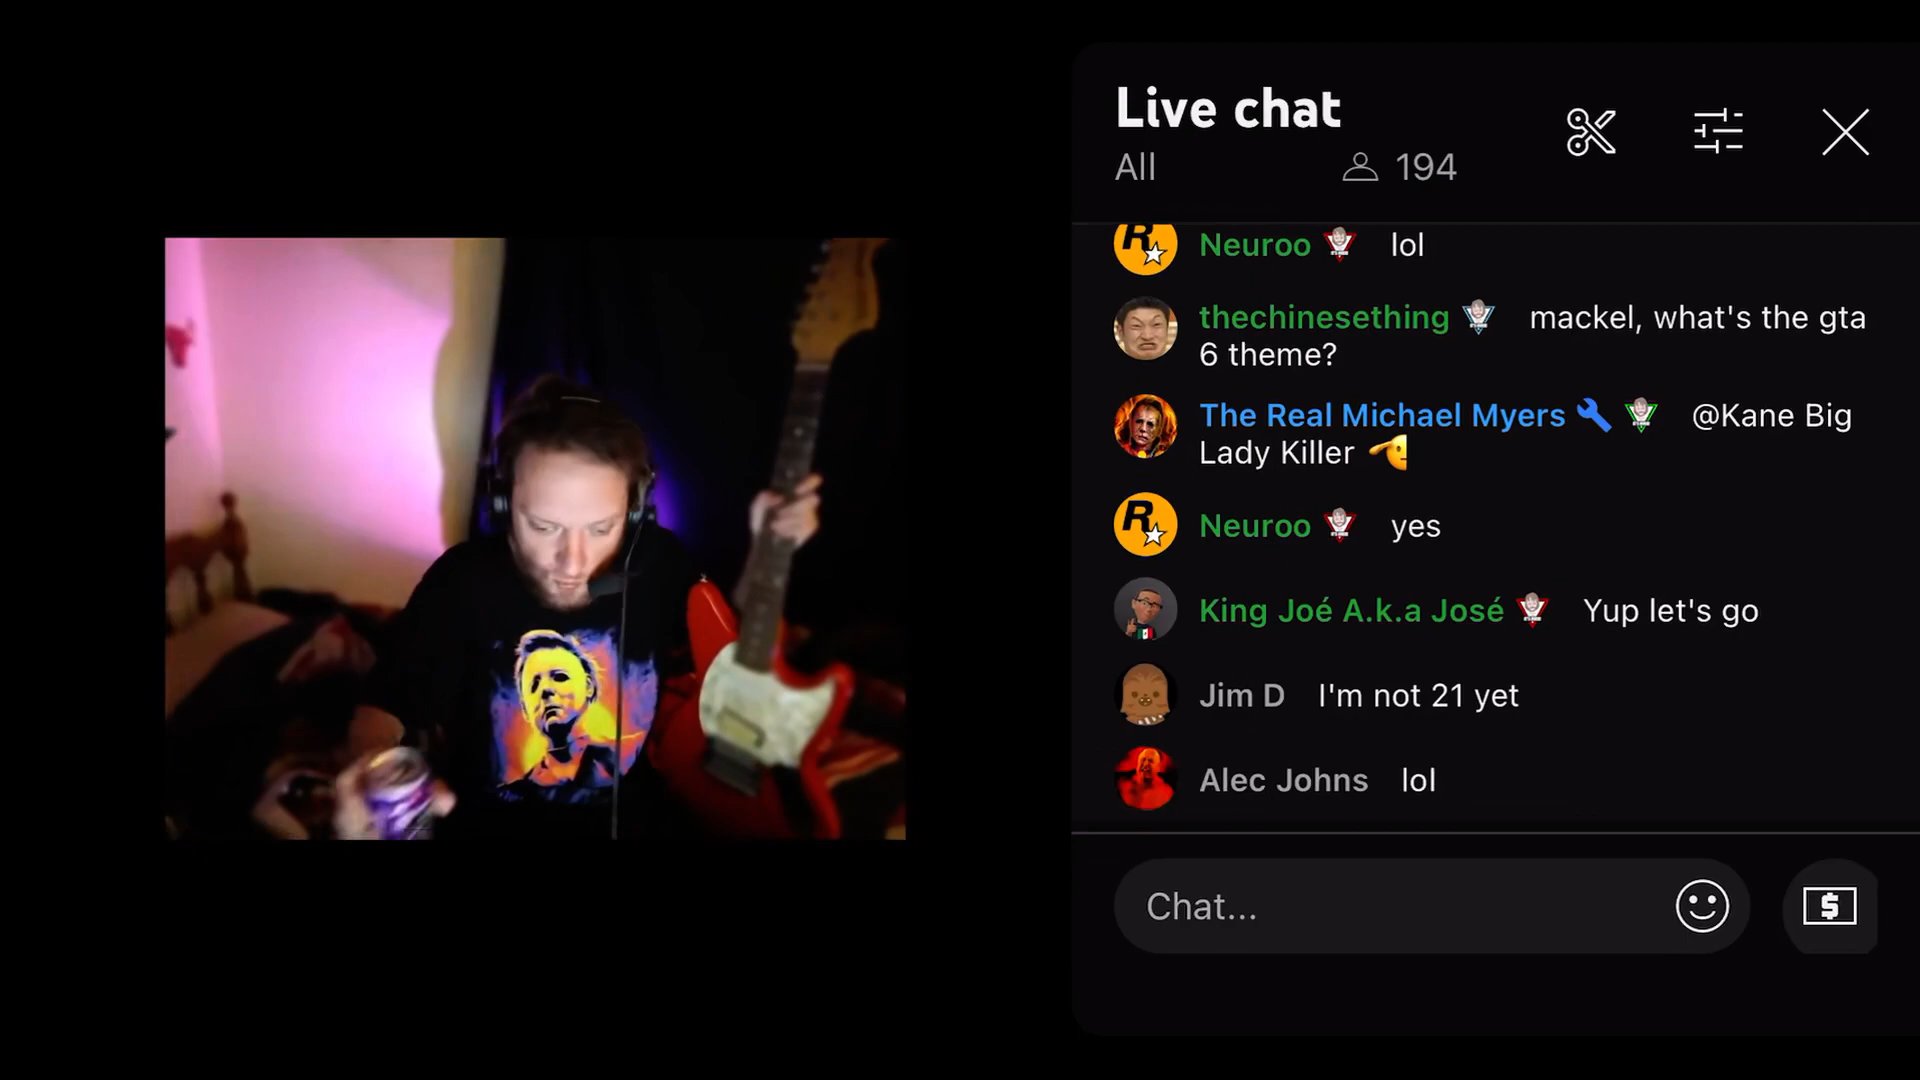 Live chat
All 194
Neuroo lol
thechinesething mackel, what's the gta
6 theme?
The Real Michael Myers @Kane Big
Lady Killer
Neuroo yes
King Joé A.k.a José Yup let's go
Jim D I'm not 21 yet
Alec Johns lol
Chat...